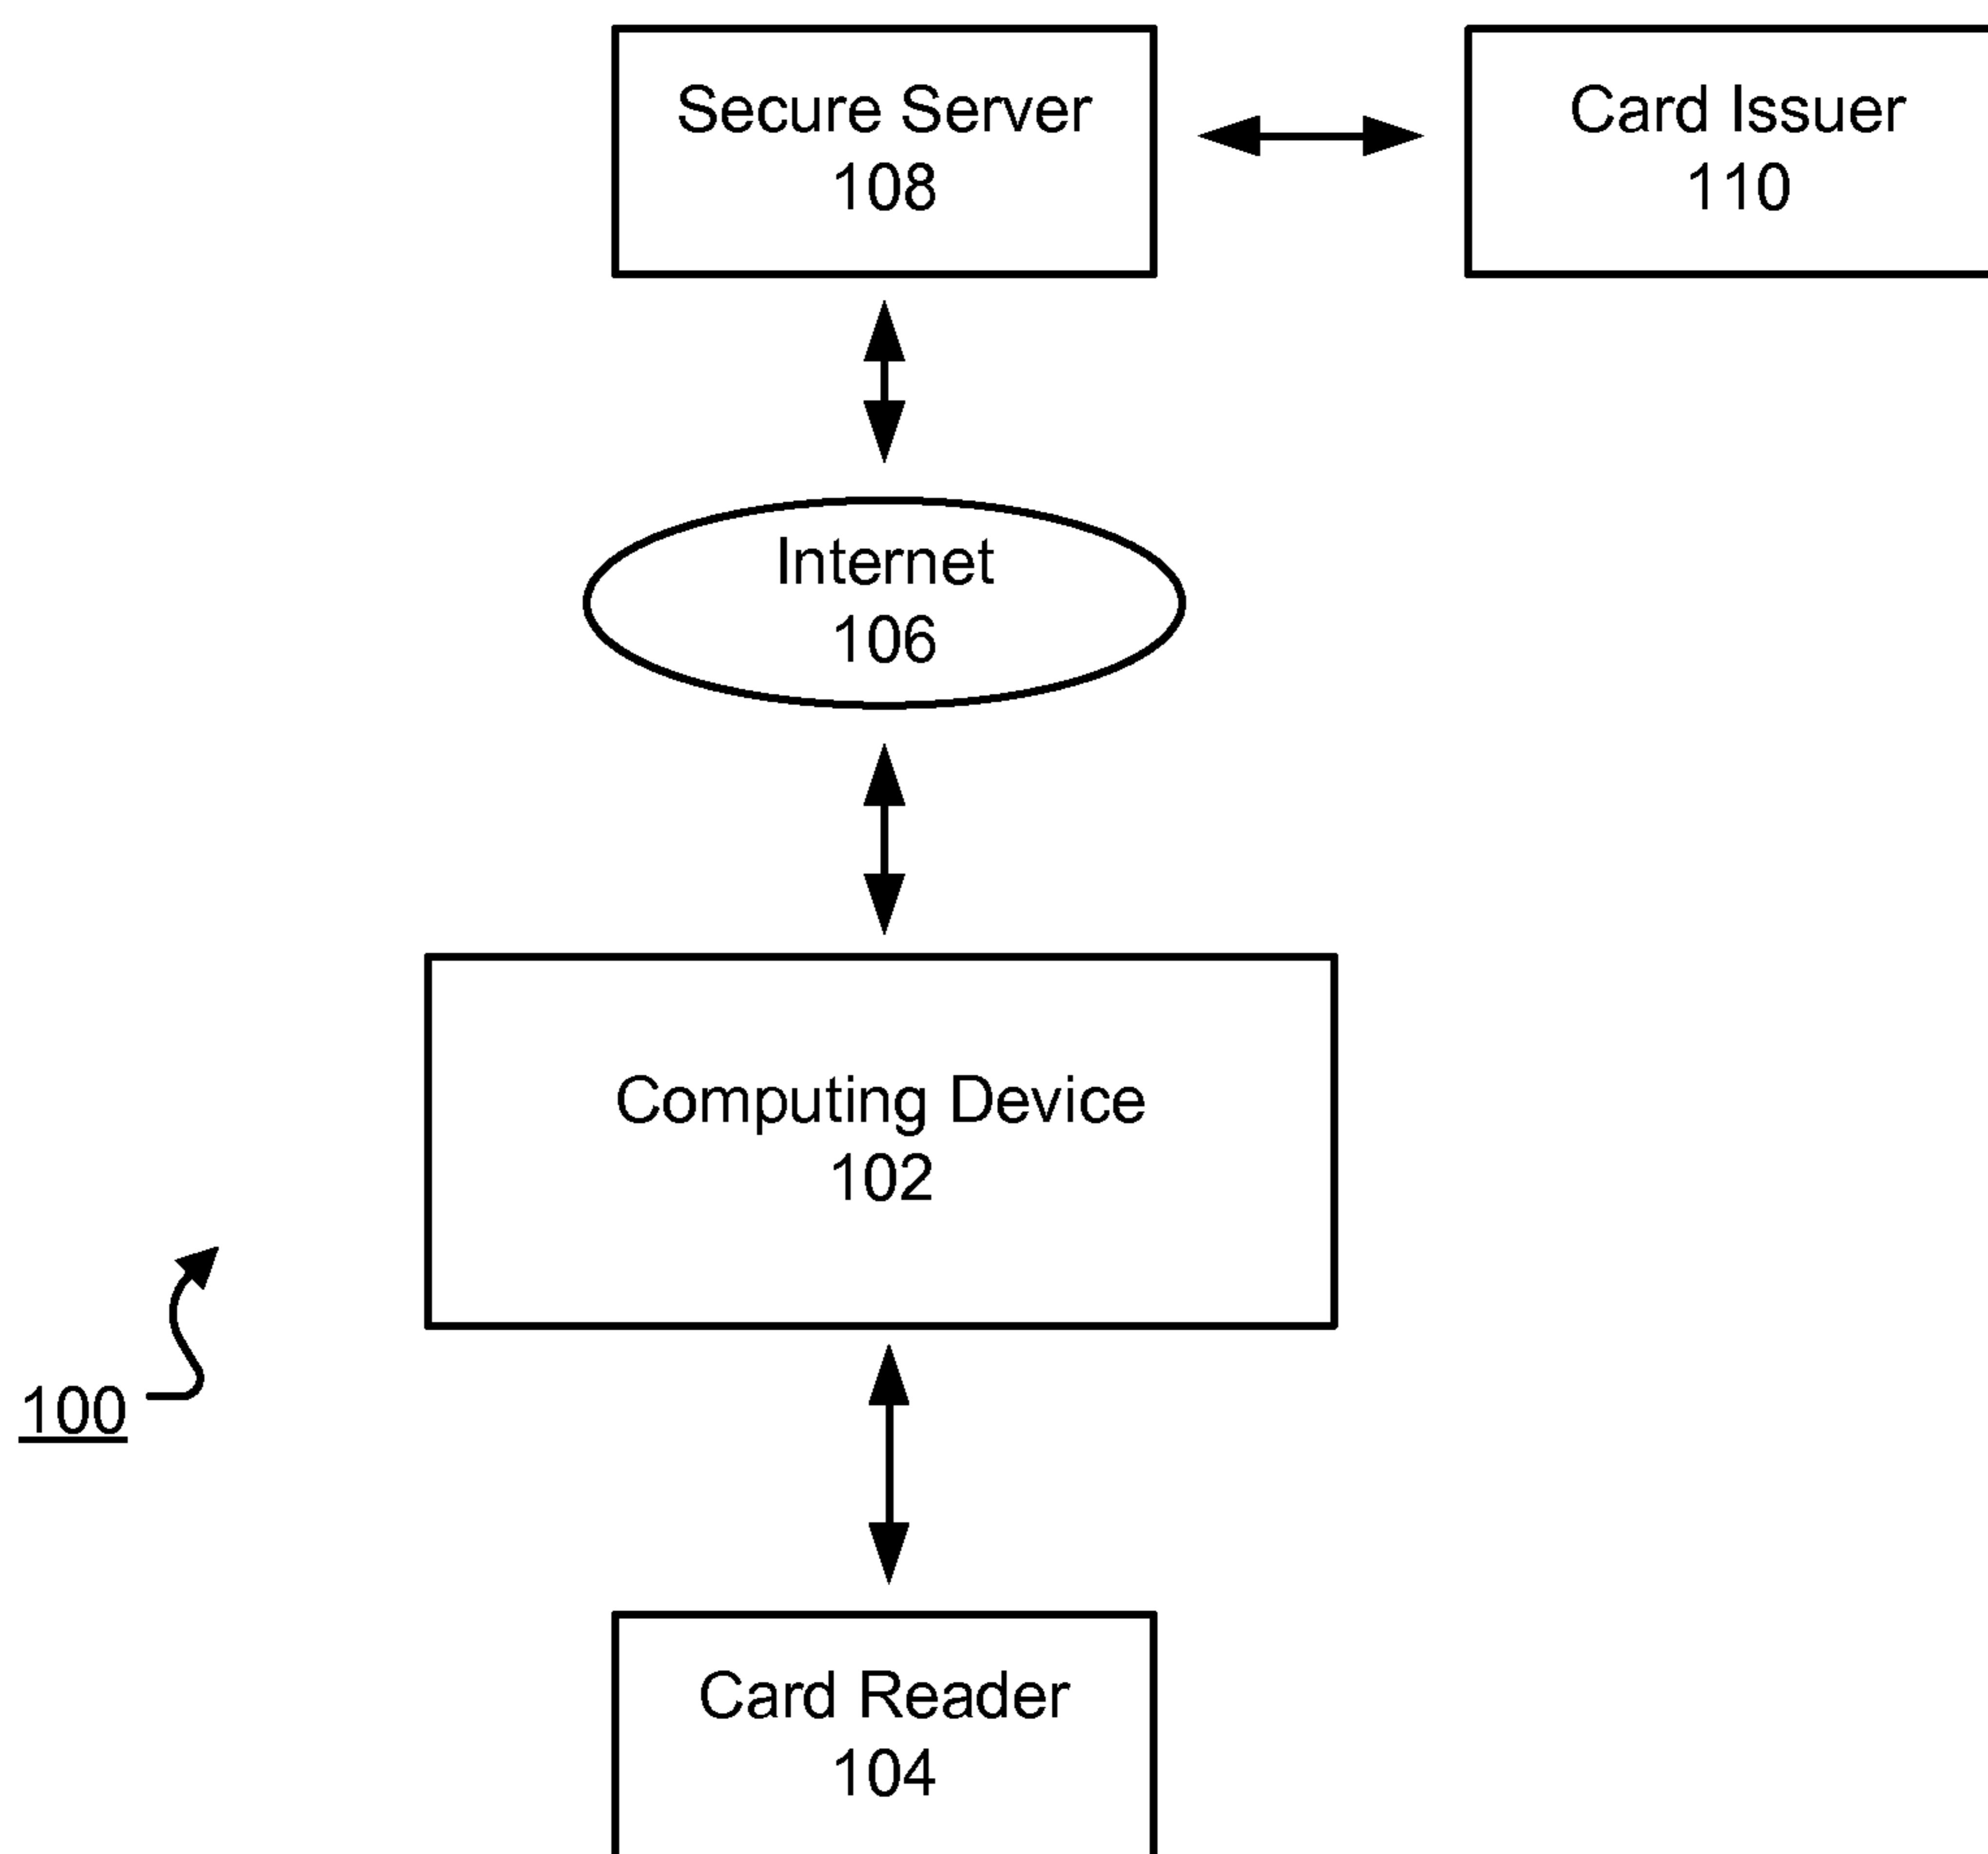 Secure Server
108
Card Issuer
110
Internet
106
Computing Device
102
100
Card Reader
104